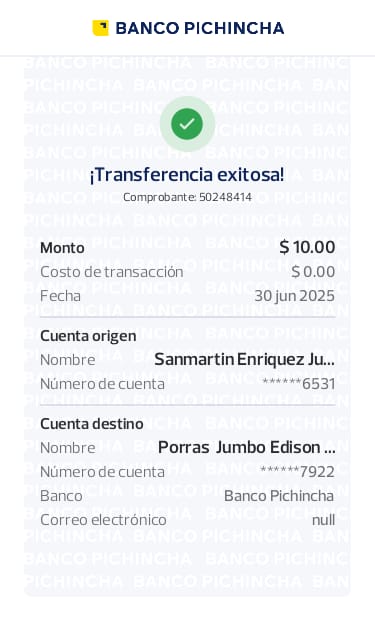 BANCO PICHINCHA
¡Transferencia exitosa!
Comprobante: 50248414
Monto $ 10.00
Costo de transacción $ 0.00
Fecha 30 jun 2025
Cuenta origen
Nombre Sanmartin Enriquez Ju...
Número de cuenta ******6531
Cuenta destino
Nombre Porras Jumbo Edison ...
Número de cuenta ******7922
Banco Banco Pichincha
Correo electrónico null